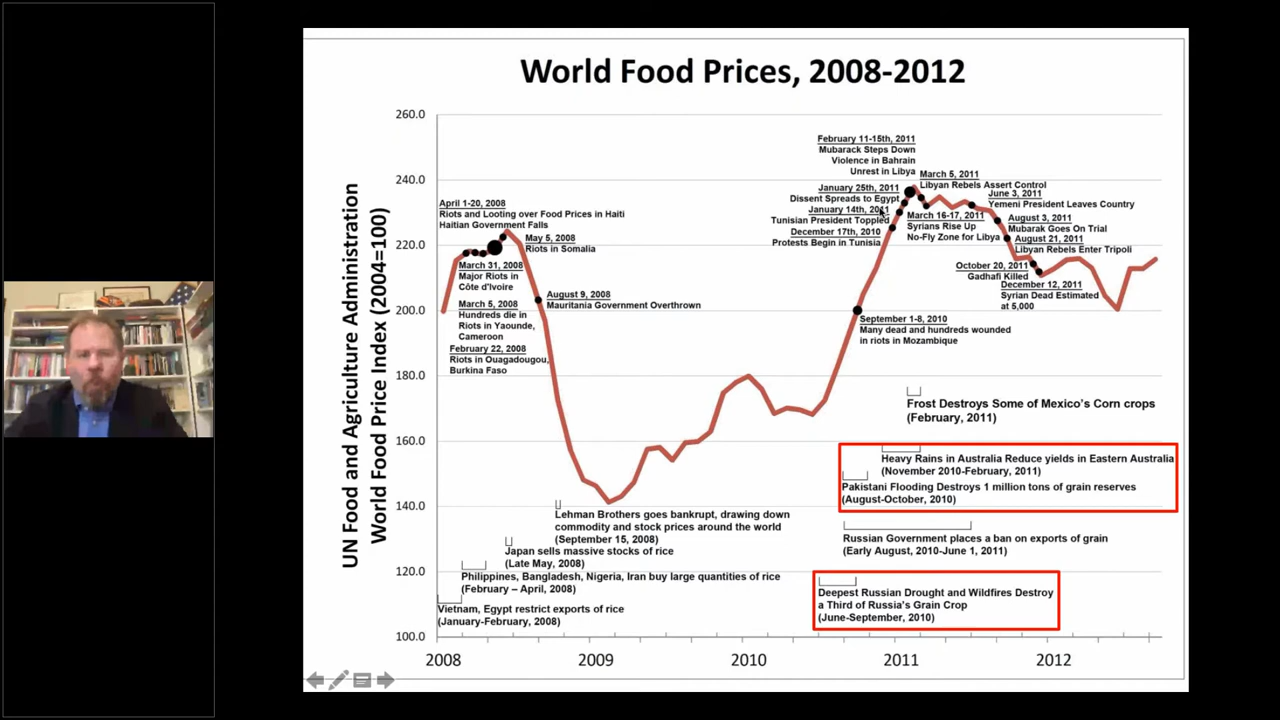 World Food Prices, 2008-2012
UN Food and Agriculture Administration
World Food Price Index (2004=100)
260.0
240.0
220.0
200.0
180.0
160.0
140.0
120.0
100.0
2008
2009
2010
2011
2012
April 1-20, 2008
Riots and Looting over Food Prices in Haiti
Haitian Government Falls
May 5, 2008
Riots in Somalia
March 31, 2008
Major Riots in
Côte d'Ivoire
March 5, 2008
Hundreds die in
Riots in Yaounde,
Cameroon
February 22, 2008
Riots in Ouagadougou,
Burkina Faso
August 9, 2008
Mauritania Government Overthrown
February 11-15th, 2011
Mubarack Steps Down
Violence in Bahrain
Unrest in Libya
January 25th, 2011
Dissent Spreads to Egypt
January 14th, 2011
Tunisian President Toppled
December 17th, 2010
Protests Begin in Tunisia
March 5, 2011
Libyan Rebels Assert Control
June 3, 2011
Yemeni President Leaves Country
March 16-17, 2011
Syrians Rise Up
No-Fly Zone for Libya
August 3, 2011
Mubarak Goes On Trial
August 21, 2011
Libyan Rebels Enter Tripoli
October 20, 2011
Gadhafi Killed
December 12, 2011
Syrian Dead Estimated
at 5,000
September 1-8, 2010
Many dead and hundreds wounded
in riots in Mozambique
Frost Destroys Some of Mexico's Corn crops
(February, 2011)
Heavy Rains in Australia Reduce yields in Eastern Australia
(November 2010-February, 2011)
Pakistani Flooding Destroys 1 million tons of grain reserves
(August-October, 2010)
Russian Government places a ban on exports of grain
(Early August, 2010-June 1, 2011)
Deepest Russian Drought and Wildfires Destroy
a Third of Russia's Grain Crop
(June-September, 2010)
Lehman Brothers goes bankrupt, drawing down
commodity and stock prices around the world
(September 15, 2008)
Japan sells massive stocks of rice
(Late May, 2008)
Philippines, Bangladesh, Nigeria, Iran buy large quantities of rice
(February – April, 2008)
Vietnam, Egypt restrict exports of rice
(January-February, 2008)